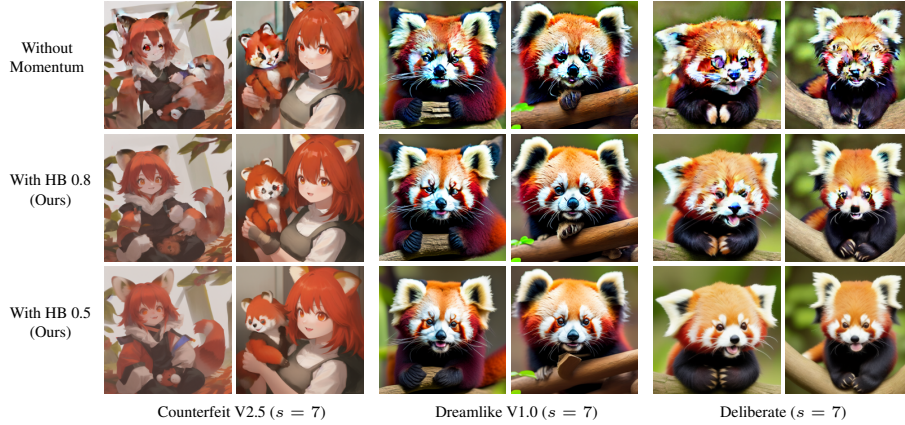 Without
Momentum
With HB 0.8
(Ours)
With HB 0.5
(Ours)
Counterfeit V2.5 (s = 7)
Dreamlike V1.0 (s = 7)
Deliberate (s = 7)